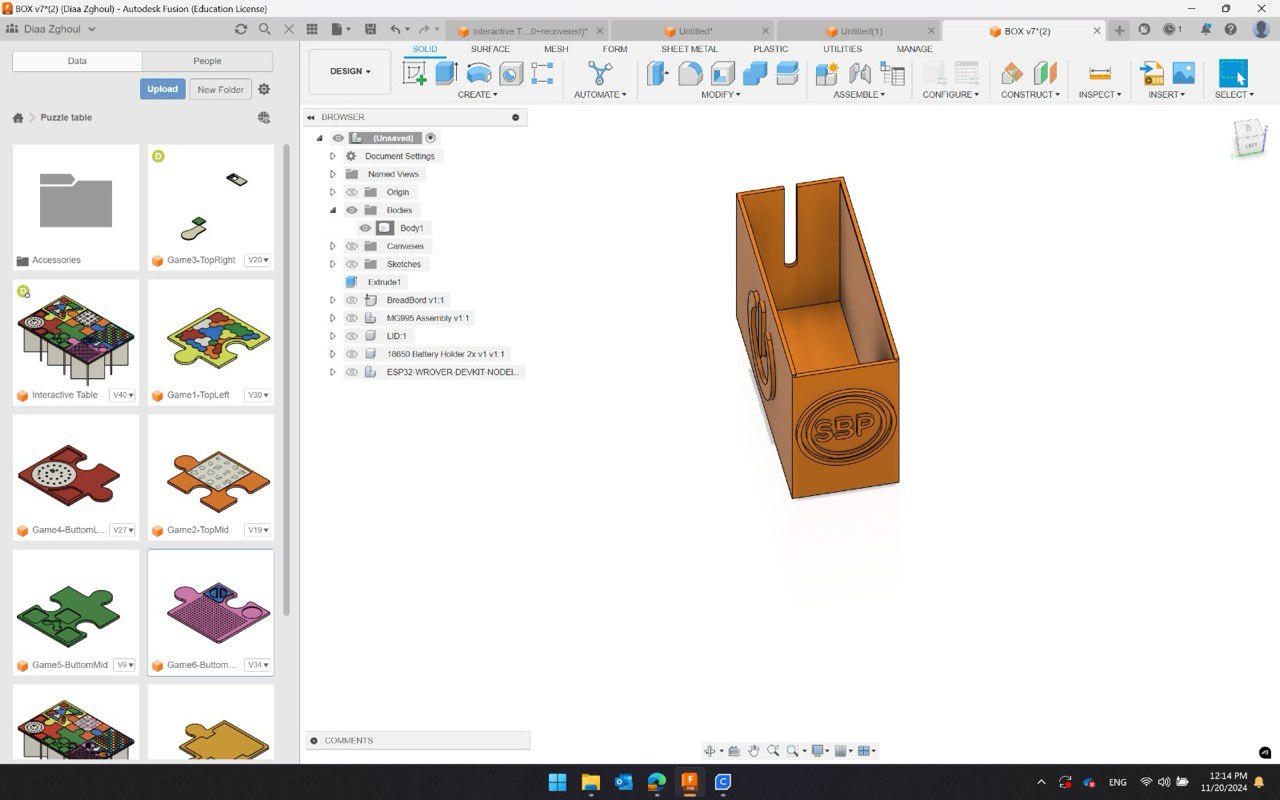 BOX v7*(2) (Diaa Zghoul) - Autodesk Fusion (Education License)
Diaa Zghoul
Interactive T...0~recovered)*
Untitled*
Untitled(1)
BOX v7*(2)
1
Data
People
Upload
New Folder
Puzzle table
DESIGN
SOLID
SURFACE
MESH
FORM
SHEET METAL
PLASTIC
UTILITIES
MANAGE
CREATE
AUTOMATE
MODIFY
ASSEMBLE
CONFIGURE
CONSTRUCT
INSPECT
INSERT
SELECT
BROWSER
(Unsaved)
Document Settings
Named Views
Origin
Bodies
Body1
Canvases
Sketches
Extrude1
BreadBord v1:1
MG995 Assembly v1:1
LID:1
18650 Battery Holder 2x v1 v1:1
ESP32-WROVER-DEVKIT-NODEI...
LEFT
SBP
Accessories
D
Game3-TopRight
V20
D
Interactive Table
V40
Game1-TopLeft
V30
Game4-ButtomL...
V27
Game2-TopMid
V19
Game5-ButtomMid
V9
Game6-Buttom...
V34
COMMENTS
ENG
12:14 PM
11/20/2024